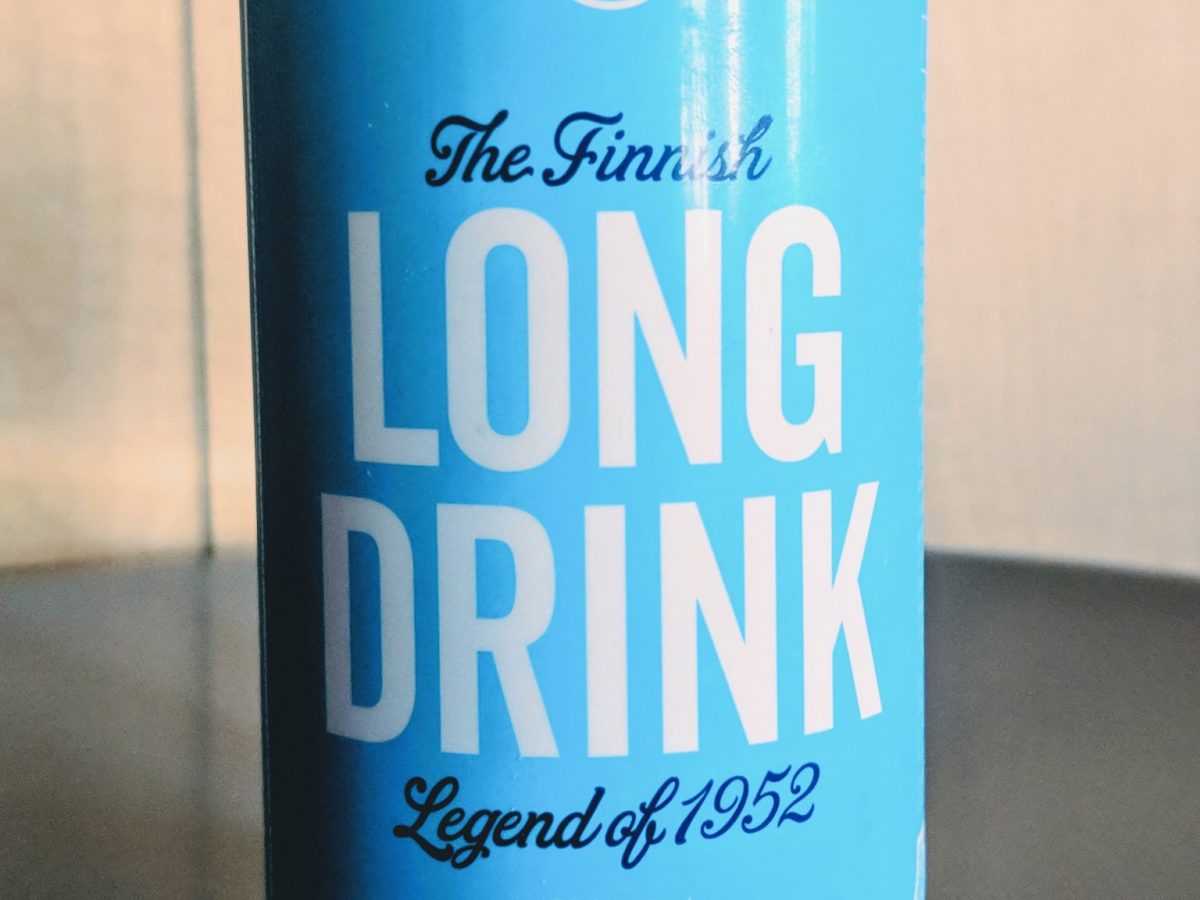 The Finnish
LONG
DRINK
Legend of 1952